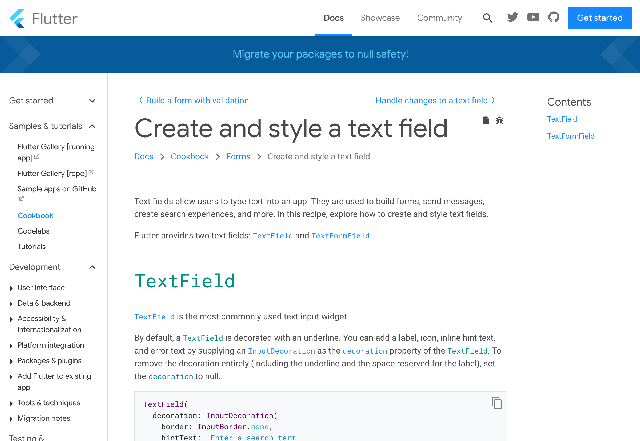 Flutter
Docs
Showcase
Community
Get started
Migrate your packages to null safety!
Get started
Samples & tutorials
Flutter Gallery [running
app]
Flutter Gallery [repo]
Sample apps on GitHub
Cookbook
Codelabs
Tutorials
Development
User interface
Data & backend
Accessibility &
internationalization
Platform integration
Packages & plugins
Add Flutter to existing
app
Tools & techniques
Migration notes
Testing &
Build a form with validation
Handle changes to a text field
Create and style a text field
Docs
Cookbook
Forms
Create and style a text field
Text fields allow users to type text into an app. They are used to build forms, send messages,
create search experiences, and more. In this recipe, explore how to create and style text fields.
Flutter provides two text fields: TextField and TextFormField
TextField
TextField is the most commonly used text input widget
By default, a TextField is decorated with an underline. You can add a label, icon, inline hint text,
and error text by supplying an InputDecoration as the decoration property of the TextField. To
remove the decoration entirely (including the underline and the space reserved for the label), set
the decoration to null.
TextField(
decoration: InputDecoration(
border: InputBorder.none,
hintText: 'Enter a search term'
Contents
TextField
TextFormField